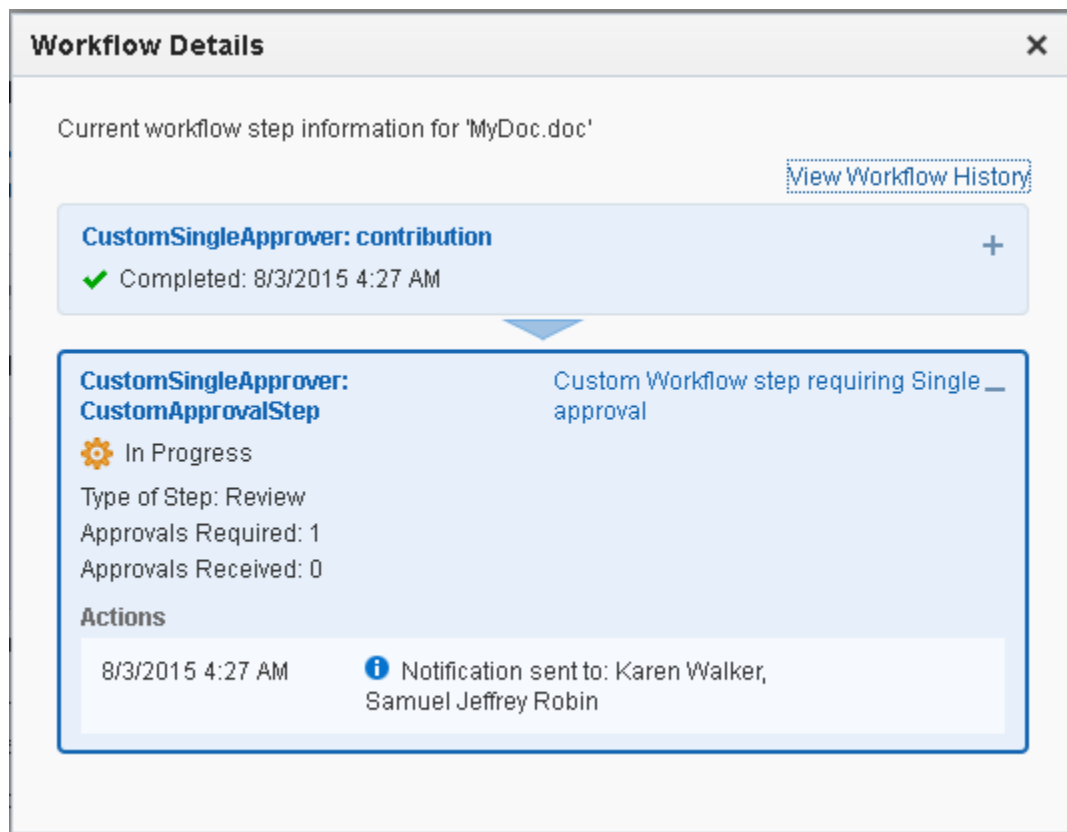 Workflow Details
Current workflow step information for 'MyDoc.doc'
View Workflow History
CustomSingleApprover: contribution
Completed: 8/3/2015 4:27 AM
CustomSingleApprover:
CustomApprovalStep
Custom Workflow step requiring Single
approval
In Progress
Type of Step: Review
Approvals Required: 1
Approvals Received: 0
Actions
8/3/2015 4:27 AM
Notification sent to: Karen Walker,
Samuel Jeffrey Robin